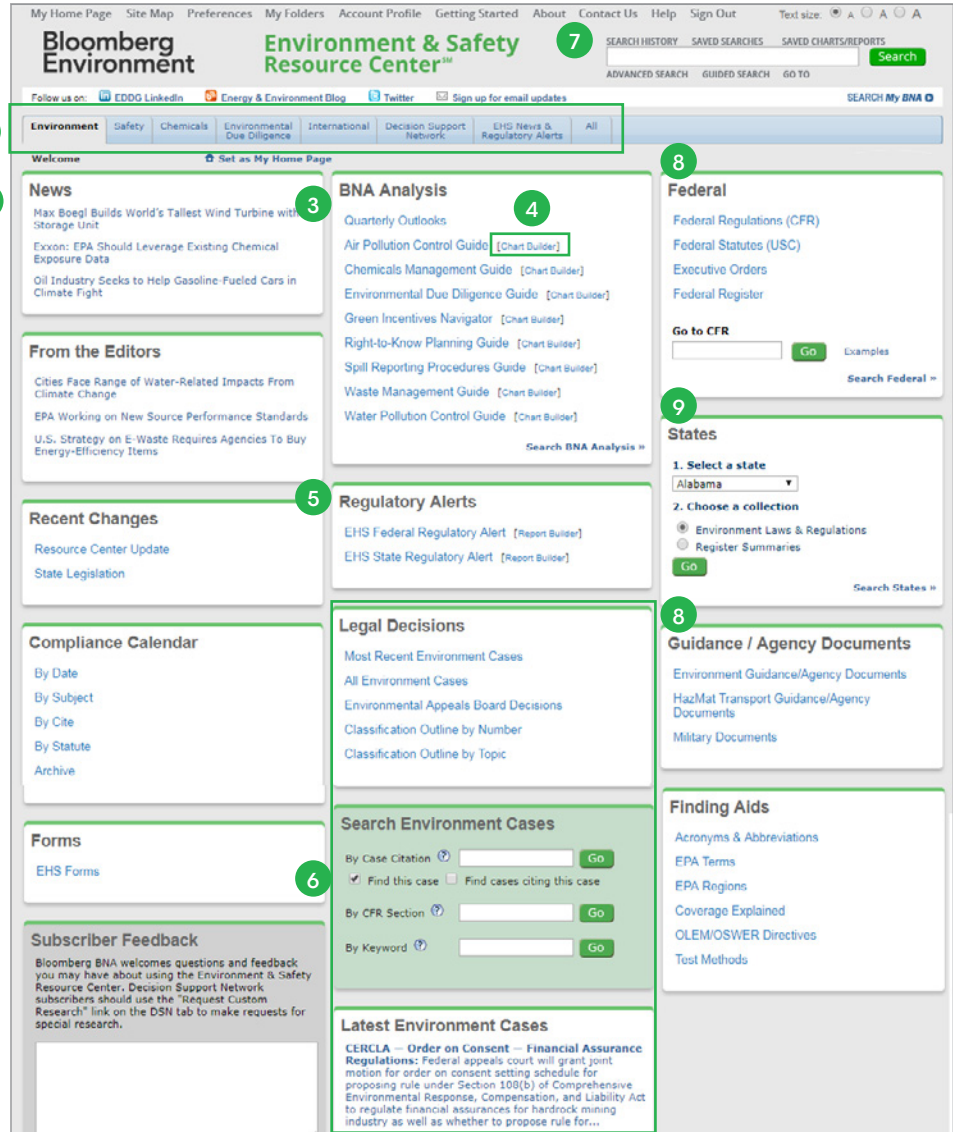 My Home Page Site Map Preferences My Folders Account Profile Getting Started About Contact Us Help Sign Out Text size: A A A
Bloomberg
Environment
Environment & Safety
Resource Center℠
7
SEARCH HISTORY SAVED SEARCHES SAVED CHARTS/REPORTS
Search
ADVANCED SEARCH GUIDED SEARCH GO TO
Follow us on: EDDG LinkedIn Energy & Environment Blog Twitter Sign up for email updates
SEARCH My BNA
Environment Safety Chemicals Environmental Due Diligence International Decision Support Network EHS News & Regulatory Alerts All
Welcome Set as My Home Page
News
Max Boegl Builds World's Tallest Wind Turbine with
Storage Unit
Exxon: EPA Should Leverage Existing Chemical
Exposure Data
Oil Industry Seeks to Help Gasoline-Fueled Cars in
Climate Fight
From the Editors
Cities Face Range of Water-Related Impacts From
Climate Change
EPA Working on New Source Performance Standards
U.S. Strategy on E-Waste Requires Agencies To Buy
Energy-Efficiency Items
Recent Changes
Resource Center Update
State Legislation
Compliance Calendar
By Date
By Subject
By Cite
By Statute
Archive
Forms
EHS Forms
Subscriber Feedback
Bloomberg BNA welcomes questions and feedback
you may have about using the Environment & Safety
Resource Center. Decision Support Network
subscribers should use the "Request Custom
Research" link on the DSN tab to make requests for
special research.
3
BNA Analysis
4
Quarterly Outlooks
Air Pollution Control Guide [Chart Builder]
Chemicals Management Guide [Chart Builder]
Environmental Due Diligence Guide [Chart Builder]
Green Incentives Navigator [Chart Builder]
Right-to-Know Planning Guide [Chart Builder]
Spill Reporting Procedures Guide [Chart Builder]
Waste Management Guide [Chart Builder]
Water Pollution Control Guide [Chart Builder]
Search BNA Analysis »
5
Regulatory Alerts
EHS Federal Regulatory Alert [Report Builder]
EHS State Regulatory Alert [Report Builder]
Legal Decisions
Most Recent Environment Cases
All Environment Cases
Environmental Appeals Board Decisions
Classification Outline by Number
Classification Outline by Topic
Search Environment Cases
By Case Citation ? Go
6
Find this case Find cases citing this case
By CFR Section ? Go
By Keyword ? Go
Latest Environment Cases
CERCLA — Order on Consent — Financial Assurance
Regulations: Federal appeals court will grant joint
motion for order on consent setting schedule for
proposing rule under Section 108(b) of Comprehensive
Environmental Response, Compensation, and Liability Act
to regulate financial assurances for hardrock mining
industry as well as whether to propose rule for...
8
Federal
Federal Regulations (CFR)
Federal Statutes (USC)
Executive Orders
Federal Register
Go to CFR
Go Examples
Search Federal »
9
States
1. Select a state
Alabama
2. Choose a collection
Environment Laws & Regulations
Register Summaries
Go
Search States »
8
Guidance / Agency Documents
Environment Guidance/Agency Documents
HazMat Transport Guidance/Agency
Documents
Military Documents
Finding Aids
Acronyms & Abbreviations
EPA Terms
EPA Regions
Coverage Explained
OLEM/OSWER Directives
Test Methods